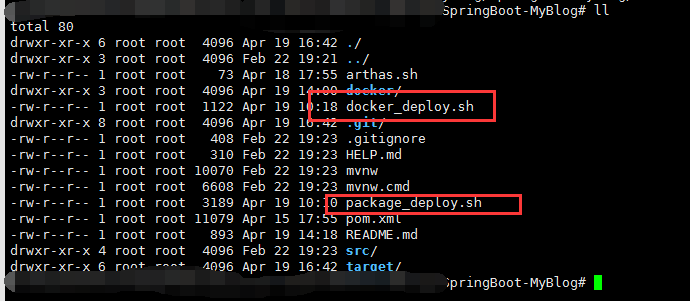 SpringBoot-MyBlog# ll
total 80
drwxr-xr-x 6 root root 4096 Apr 19 16:42 ./
drwxr-xr-x 3 root root 4096 Feb 22 19:21 ../
-rw-r--r-- 1 root root 73 Apr 18 17:55 arthas.sh
drwxr-xr-x 3 root root 4096 Apr 19 14:00 docker/
-rw-r--r-- 1 root root 1122 Apr 19 10:18 docker_deploy.sh
drwxr-xr-x 8 root root 4096 Apr 19 16:42 .git/
-rw-r--r-- 1 root root 408 Feb 22 19:23 .gitignore
-rw-r--r-- 1 root root 310 Feb 22 19:23 HELP.md
-rw-r--r-- 1 root root 10070 Feb 22 19:23 mvnw
-rw-r--r-- 1 root root 6608 Feb 22 19:23 mvnw.cmd
-rw-r--r-- 1 root root 3189 Apr 19 10:10 package_deploy.sh
-rw-r--r-- 1 root root 11079 Apr 15 17:55 pom.xml
-rw-r--r-- 1 root root 893 Apr 19 14:18 README.md
drwxr-xr-x 4 root root 4096 Feb 22 19:23 src/
drwxr-xr-x 6 root root 4096 Apr 19 16:42 target/
SpringBoot-MyBlog#